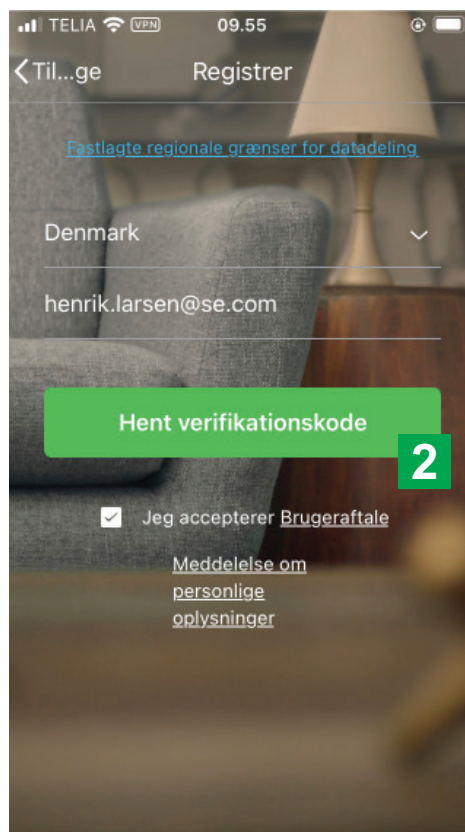 TELIA VPN 09.55
Til...ge Registrer
Fastlagte regionale grænser for datadeling
Denmark
henrik.larsen@se.com
Hent verifikationskode
2
Jeg accepterer Brugeraftale
Meddelelse om
personlige
oplysninger